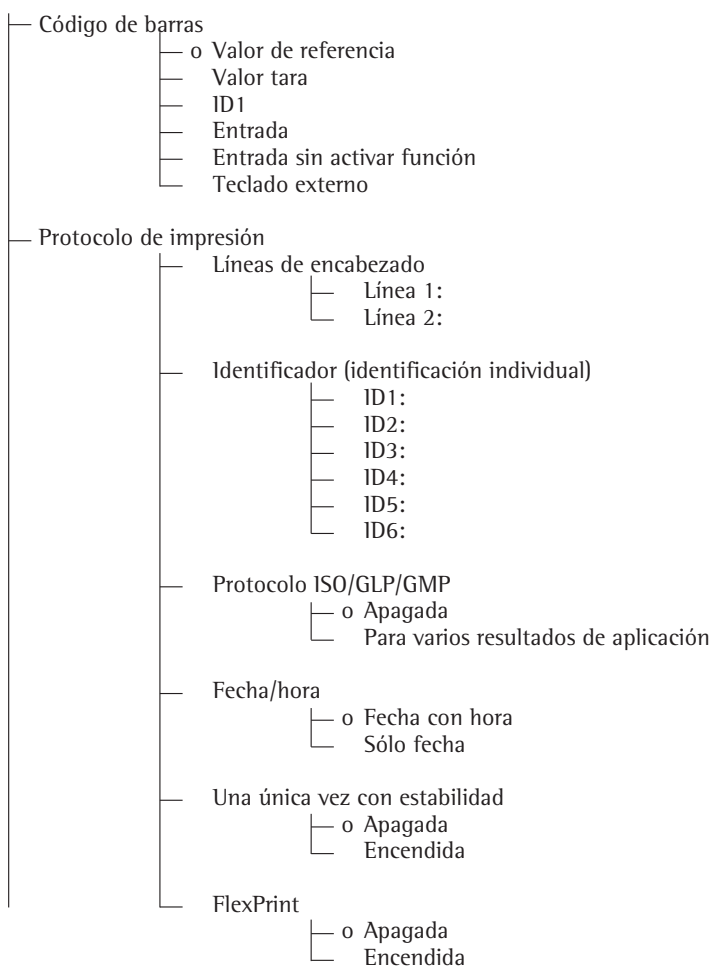 Código de barras
o Valor de referencia
Valor tara
ID1
Entrada
Entrada sin activar función
Teclado externo
Protocolo de impresión
Líneas de encabezado
Línea 1:
Línea 2:
Identificador (identificación individual)
ID1:
ID2:
ID3:
ID4:
ID5:
ID6:
Protocolo ISO/GLP/GMP
o Apagada
Para varios resultados de aplicación
Fecha/hora
o Fecha con hora
Sólo fecha
Una única vez con estabilidad
o Apagada
Encendida
FlexPrint
o Apagada
Encendida